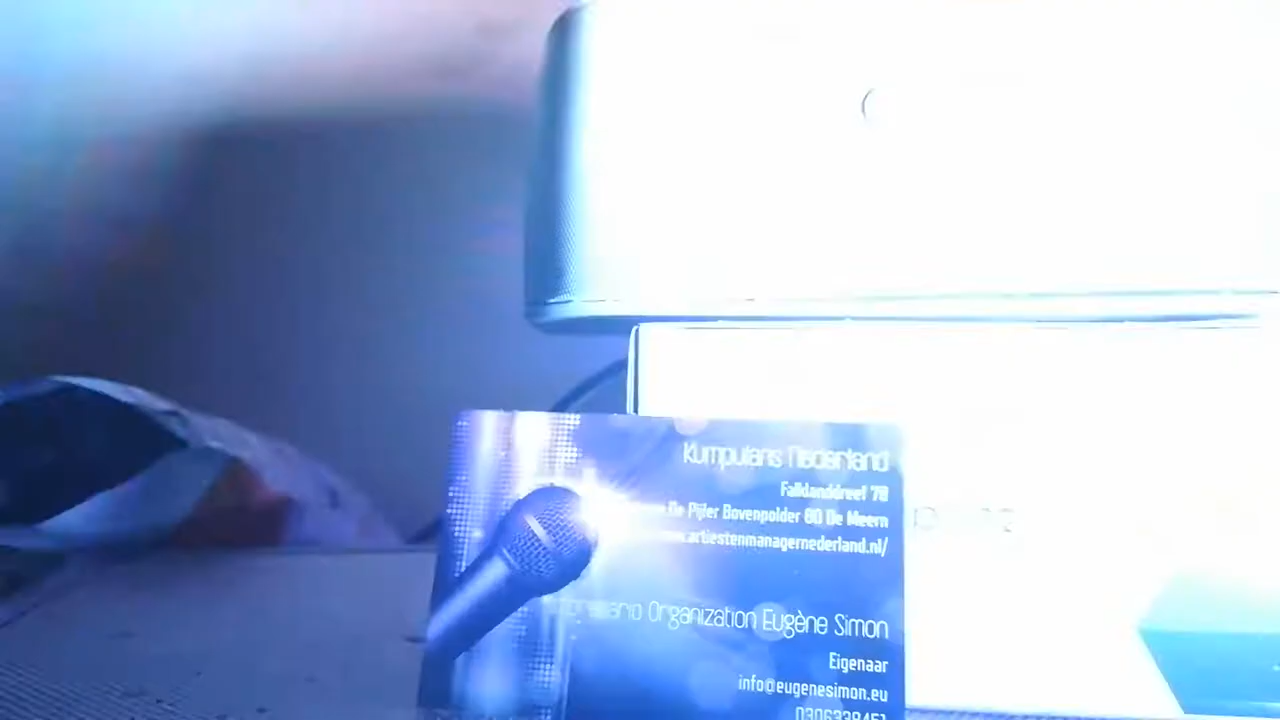 Kumpulans Nederland
Falklanddreef 78
De Pijler Bovenpolder 80 De Meern
.artiestenmanagernederland.nl/
Organization Eugène Simon
Eigenaar
info@eugenesimon.eu